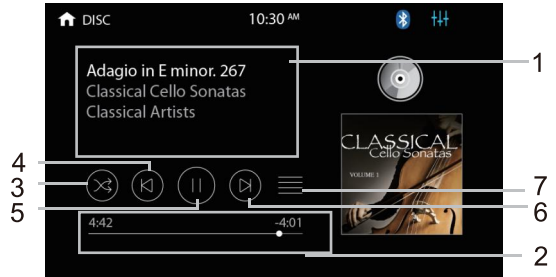 DISC
10:30 AM
Adagio in E minor. 267
Classical Cello Sonatas
Classical Artists
CLASSICAL
Cello Sonatas
VOLUME 1
4:42
-4:01
1
4
3
5
7
6
2